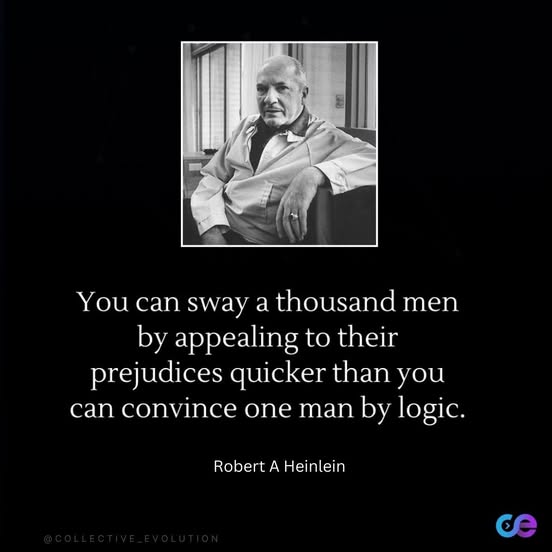 You can sway a thousand men
by appealing to their
prejudices quicker than you
can convince one man by logic.
Robert A Heinlein
@COLLECTIVE_EVOLUTION
ce